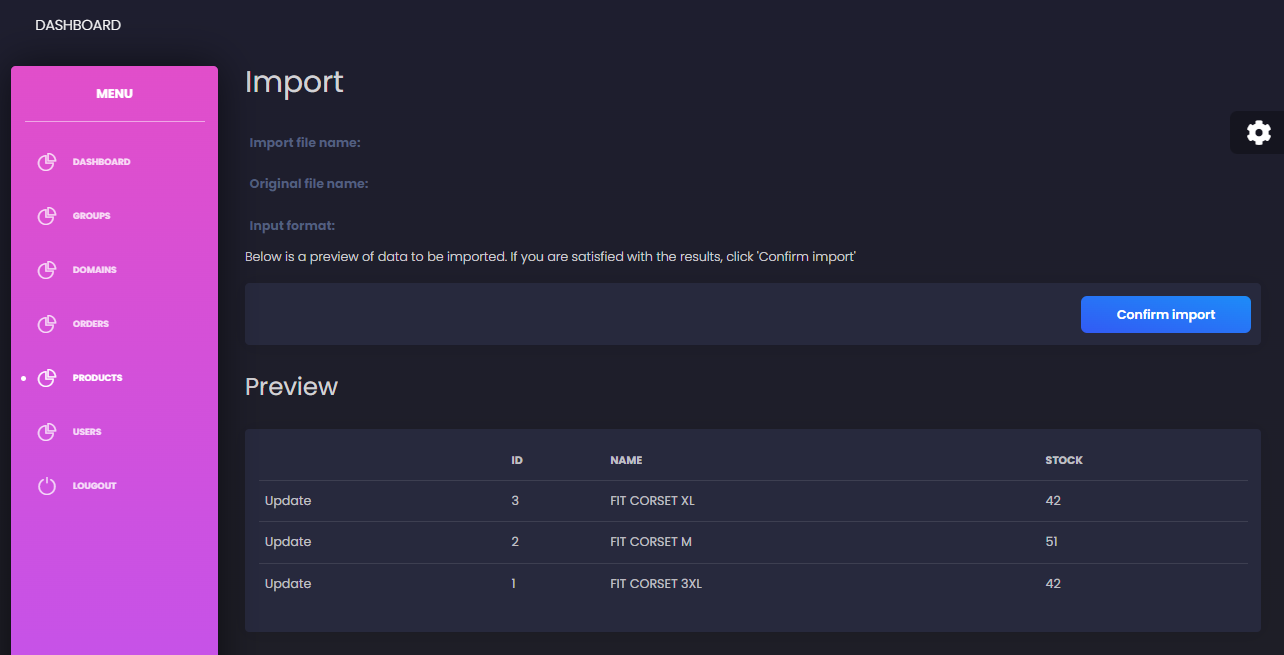 DASHBOARD
MENU
DASHBOARD
GROUPS
DOMAINS
ORDERS
PRODUCTS
USERS
LOUGOUT
Import
Import file name:
Original file name:
Input format:
Below is a preview of data to be imported. If you are satisfied with the results, click 'Confirm import'
Confirm import
Preview
ID NAME STOCK
Update 3 FIT CORSET XL 42
Update 2 FIT CORSET M 51
Update 1 FIT CORSET 3XL 42